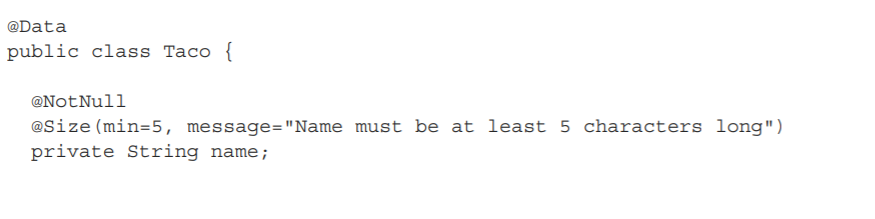 @Data
public class Taco {
@NotNull
@Size(min=5, message="Name must be at least 5 characters long")
private String name;